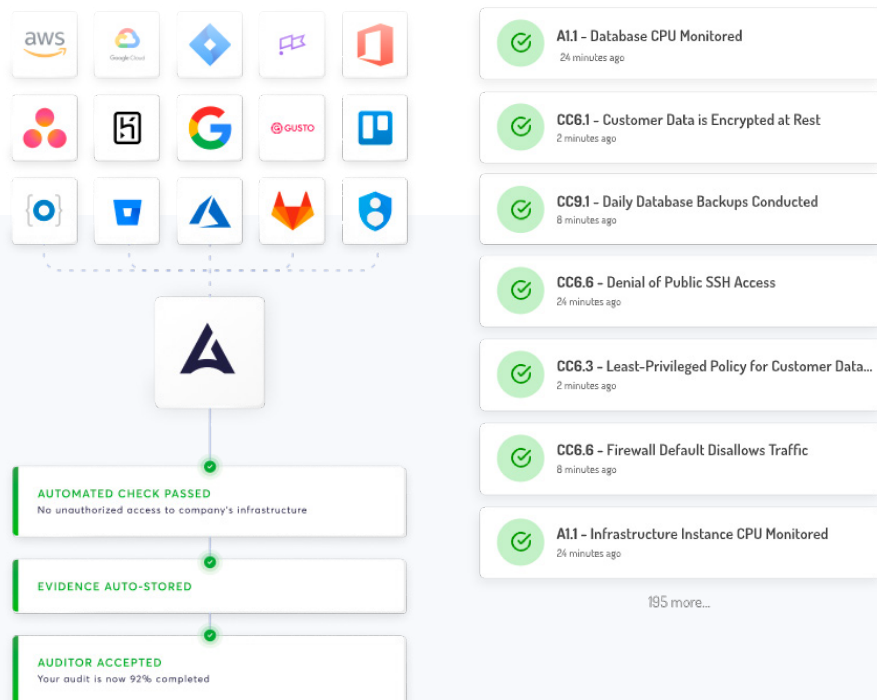 aws
Google Cloud
GUSTO
AUTOMATED CHECK PASSED
No unauthorized access to company's infrastructure
EVIDENCE AUTO-STORED
AUDITOR ACCEPTED
Your audit is now 92% completed
A1.1 - Database CPU Monitored
24 minutes ago
CC6.1 - Customer Data is Encrypted at Rest
2 minutes ago
CC9.1 - Daily Database Backups Conducted
8 minutes ago
CC6.6 - Denial of Public SSH Access
24 minutes ago
CC6.3 - Least-Privileged Policy for Customer Data...
2 minutes ago
CC6.6 - Firewall Default Disallows Traffic
8 minutes ago
A1.1 - Infrastructure Instance CPU Monitored
24 minutes ago
195 more...